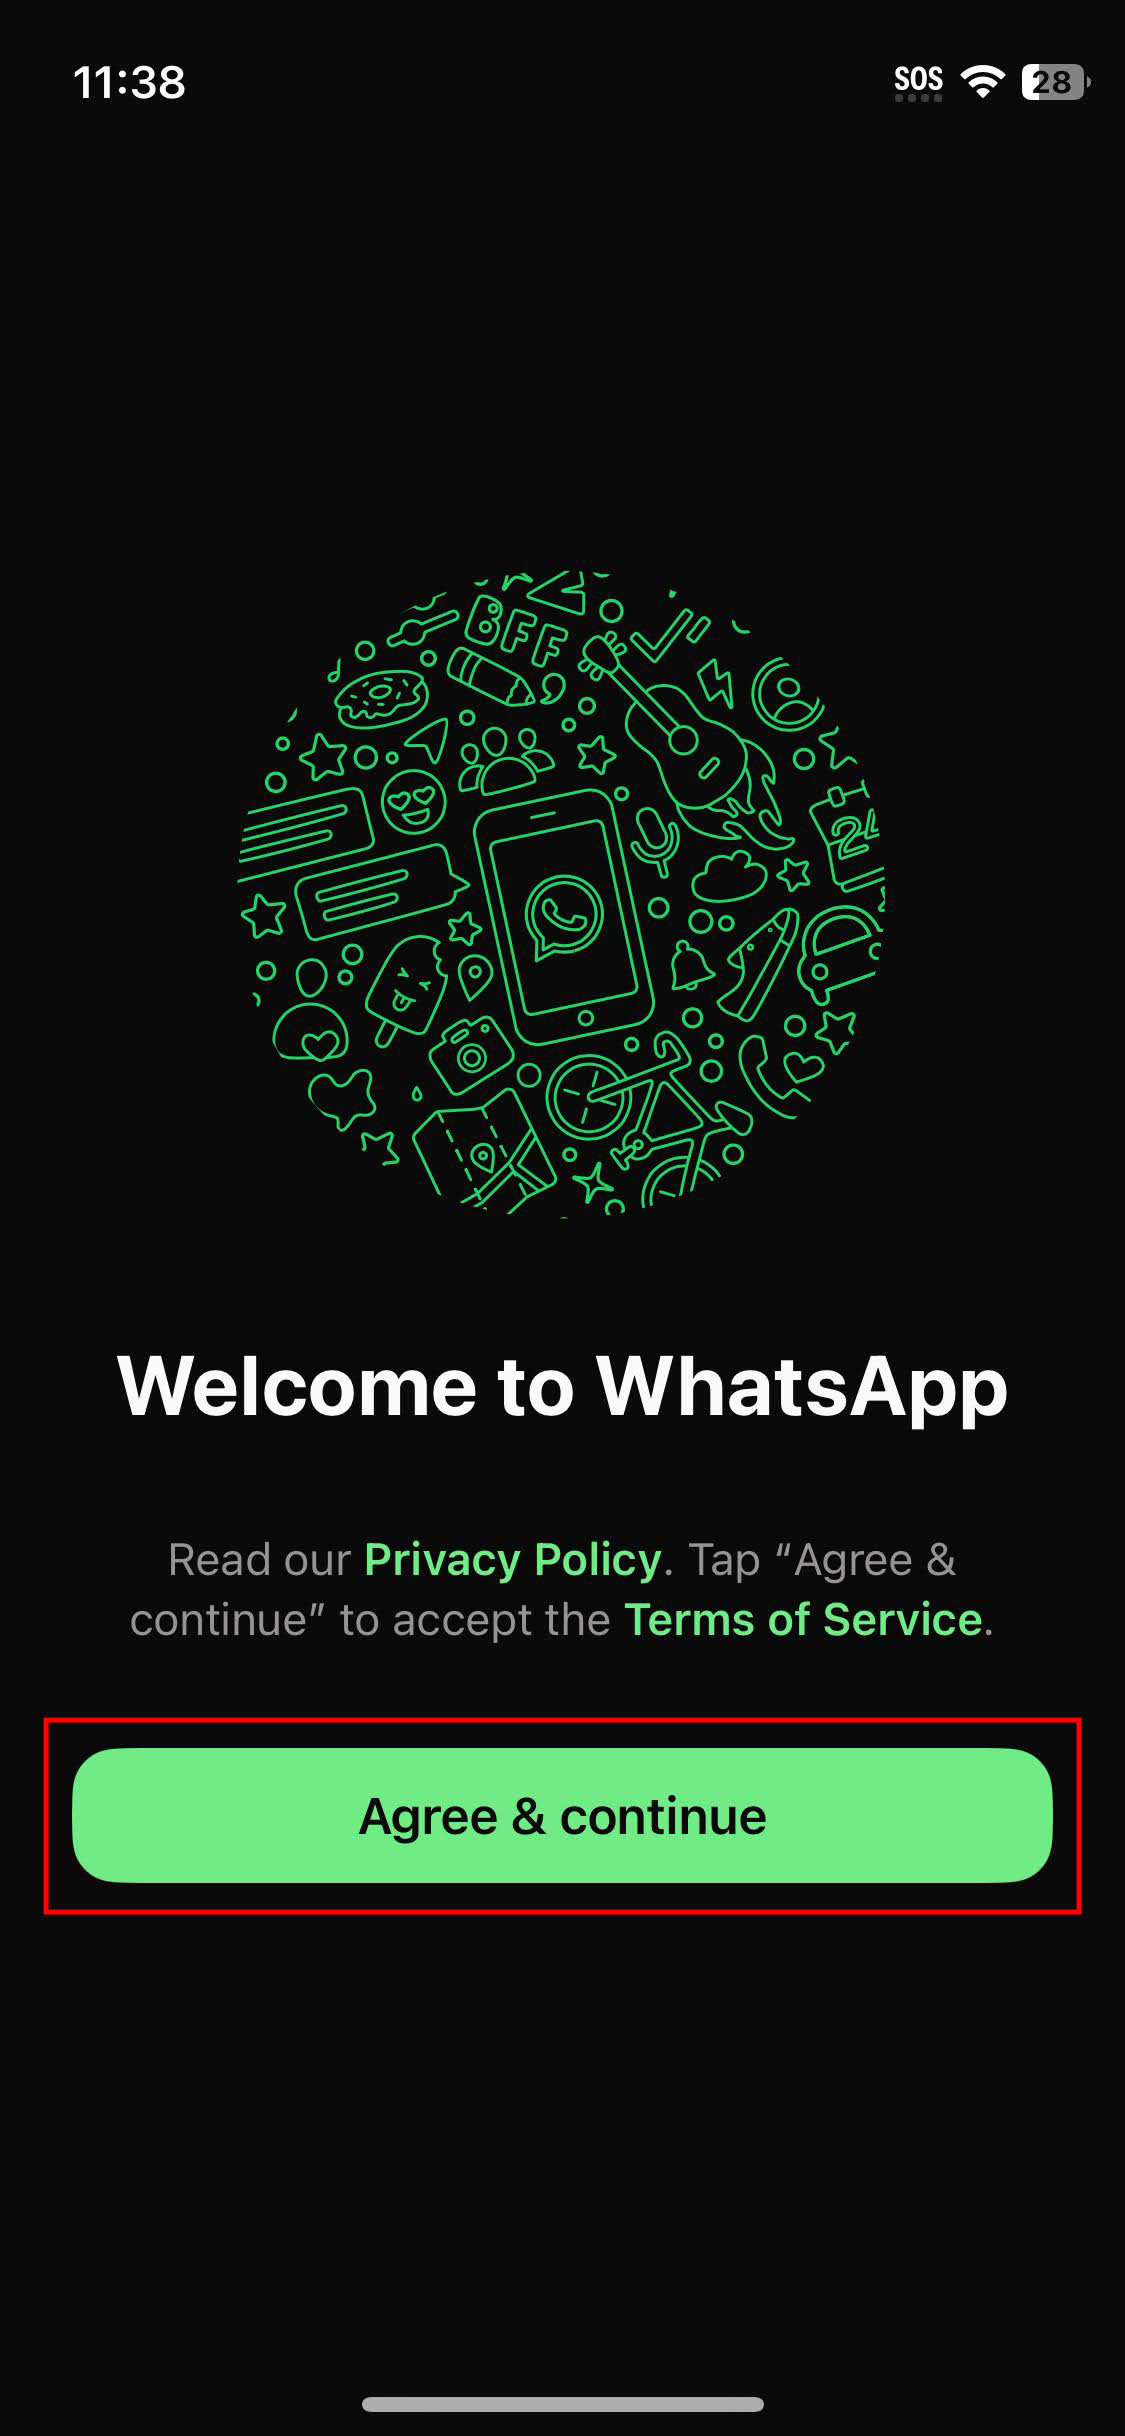 11:38 SOS 28
BFF
24
Welcome to WhatsApp
Read our Privacy Policy. Tap “Agree &
continue” to accept the Terms of Service.
Agree & continue